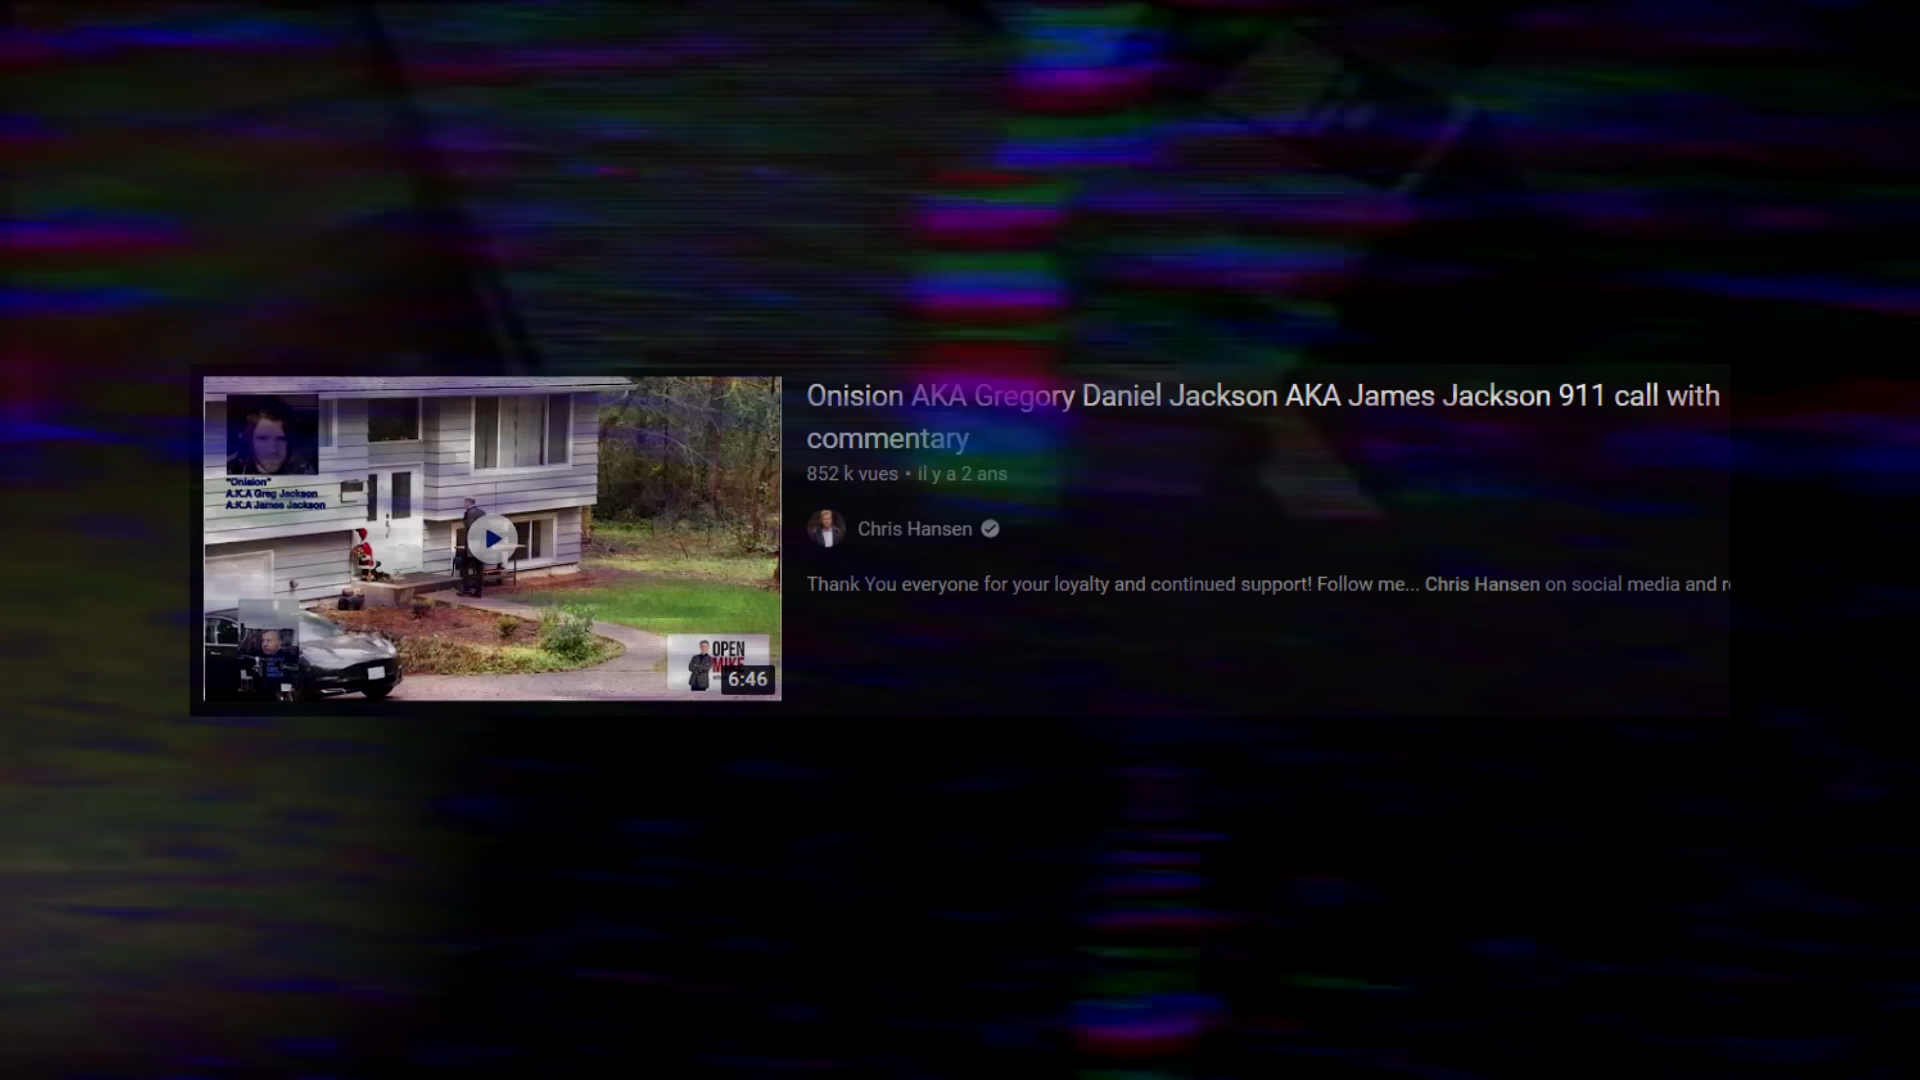 Onision AKA Gregory Daniel Jackson AKA James Jackson 911 call with
commentary
852 k vues • il y a 2 ans
Chris Hansen
Thank You everyone for your loyalty and continued support! Follow me... Chris Hansen on social media and r
"Onision"
A.K.A Greg Jackson
A.K.A James Jackson
OPEN
MIKE
6:46